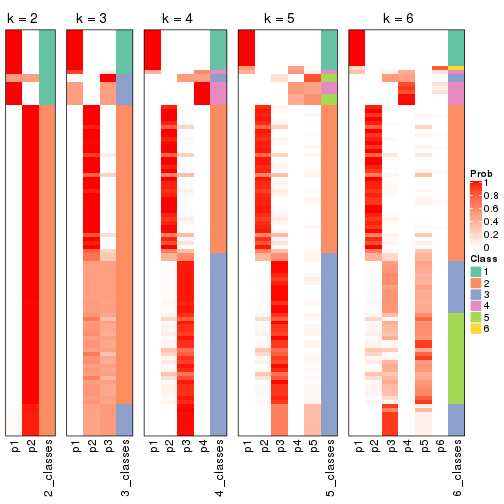 k = 2
k = 3
k = 4
k = 5
k = 6
p1
p2
2_classes
p1
p2
p3
3_classes
p1
p2
p3
p4
4_classes
p1
p2
p3
p4
p5
5_classes
p1
p2
p3
p4
p5
p6
6_classes
Prob
1
0.8
0.6
0.4
0.2
0
Class
1
2
3
4
5
6